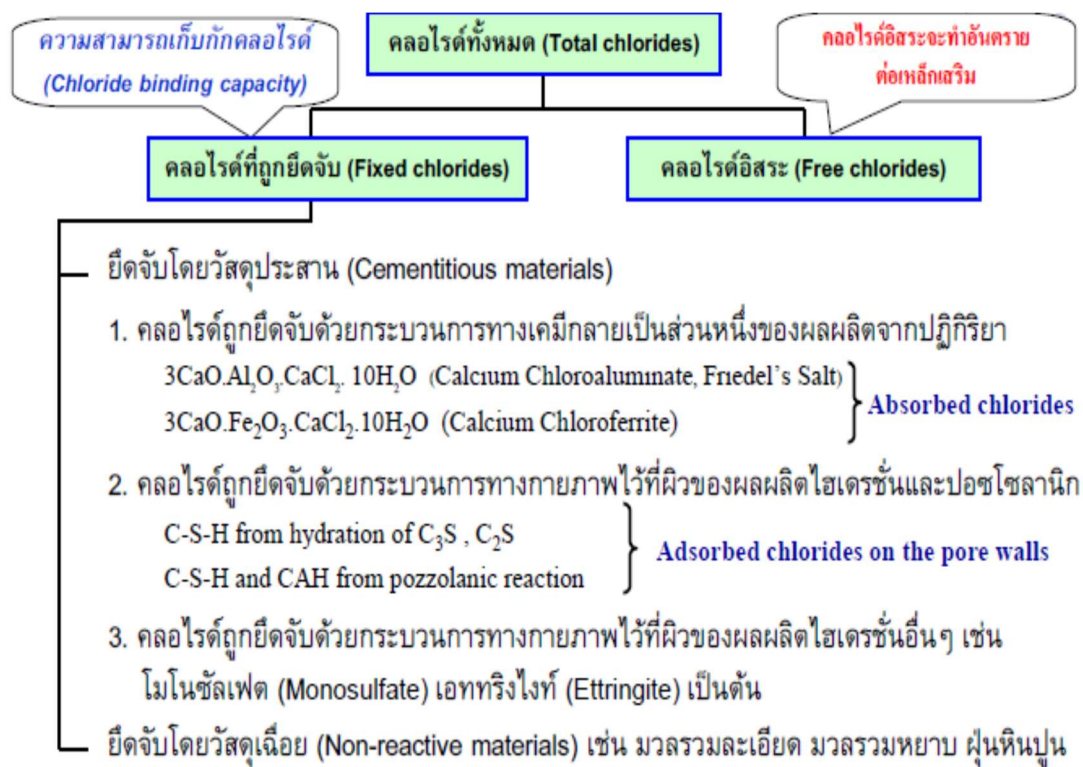 ความสามารถเก็บกักคลอไรด์
(Chloride binding capacity)
คลอไรด์ทั้งหมด (Total chlorides)
คลอไรด์อิสระจะทำอันตราย
ต่อเหล็กเสริม
คลอไรด์ที่ถูกยึดจับ (Fixed chlorides)
คลอไรด์อิสระ (Free chlorides)
ยึดจับโดยวัสดุประสาน (Cementitious materials)
1. คลอไรด์ถูกยึดจับด้วยกระบวนการทางเคมีกลายเป็นส่วนหนึ่งของผลผลิตจากปฏิกิริยา
3CaO.Al₂O₃.CaCl₂. 10H₂O (Calcium Chloroaluminate, Friedel's Salt)
3CaO.Fe₂O₃.CaCl₂.10H₂O (Calcium Chloroferrite)
Absorbed chlorides
2. คลอไรด์ถูกยึดจับด้วยกระบวนการทางกายภาพไว้ที่ผิวของผลผลิตไฮเดรชั่นและปอซโซลานิก
C-S-H from hydration of C₃S , C₂S
C-S-H and CAH from pozzolanic reaction
Adsorbed chlorides on the pore walls
3. คลอไรด์ถูกยึดจับด้วยกระบวนการทางกายภาพไว้ที่ผิวของผลผลิตไฮเดรชั่นอื่นๆ เช่น
โมโนซัลเฟต (Monosulfate) เอททริงไงท์ (Ettringite) เป็นต้น
ยึดจับโดยวัสดุเฉื่อย (Non-reactive materials) เช่น มวลรวมละเอียด มวลรวมหยาบ ฝุ่นหินปูน